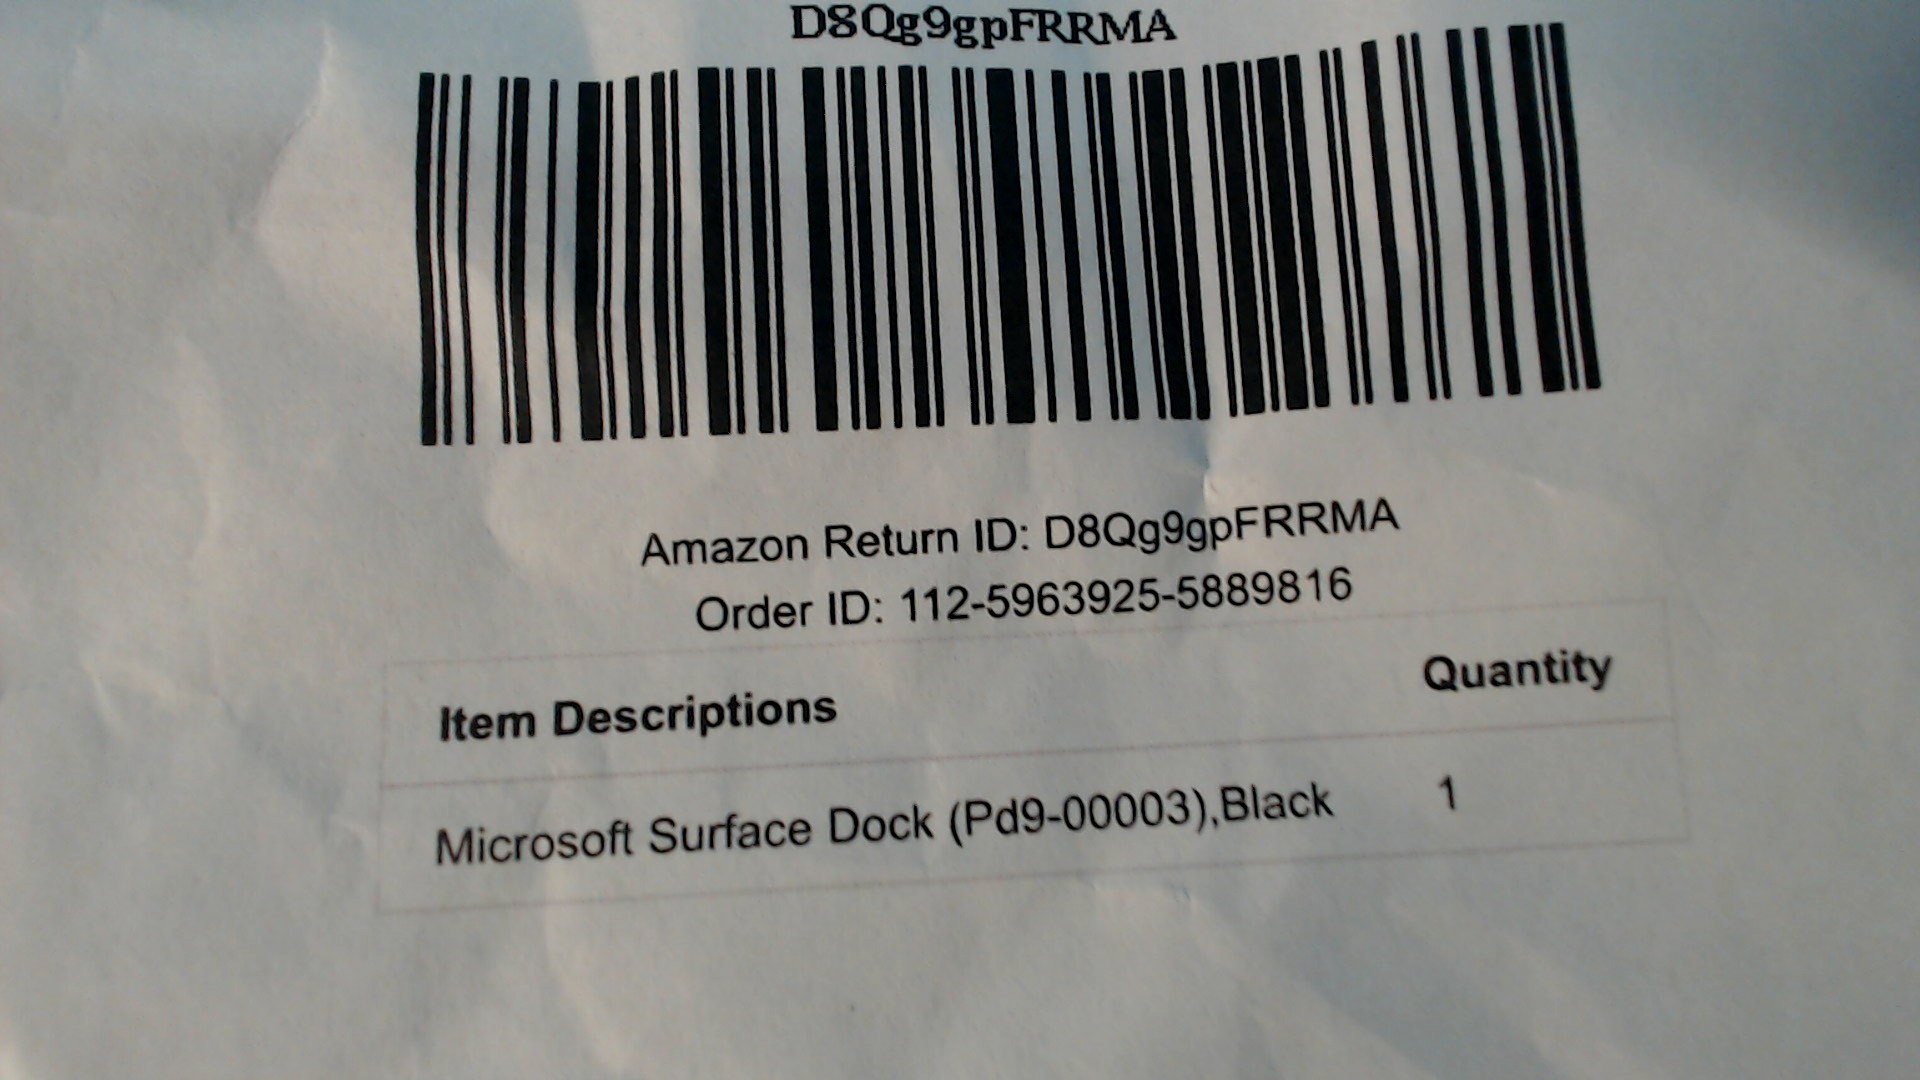 D8Qg9gpFRRMA
Amazon Return ID: D8Qg9gpFRRMA
Order ID: 112-5963925-5889816
Item Descriptions Quantity
Microsoft Surface Dock (Pd9-00003),Black 1